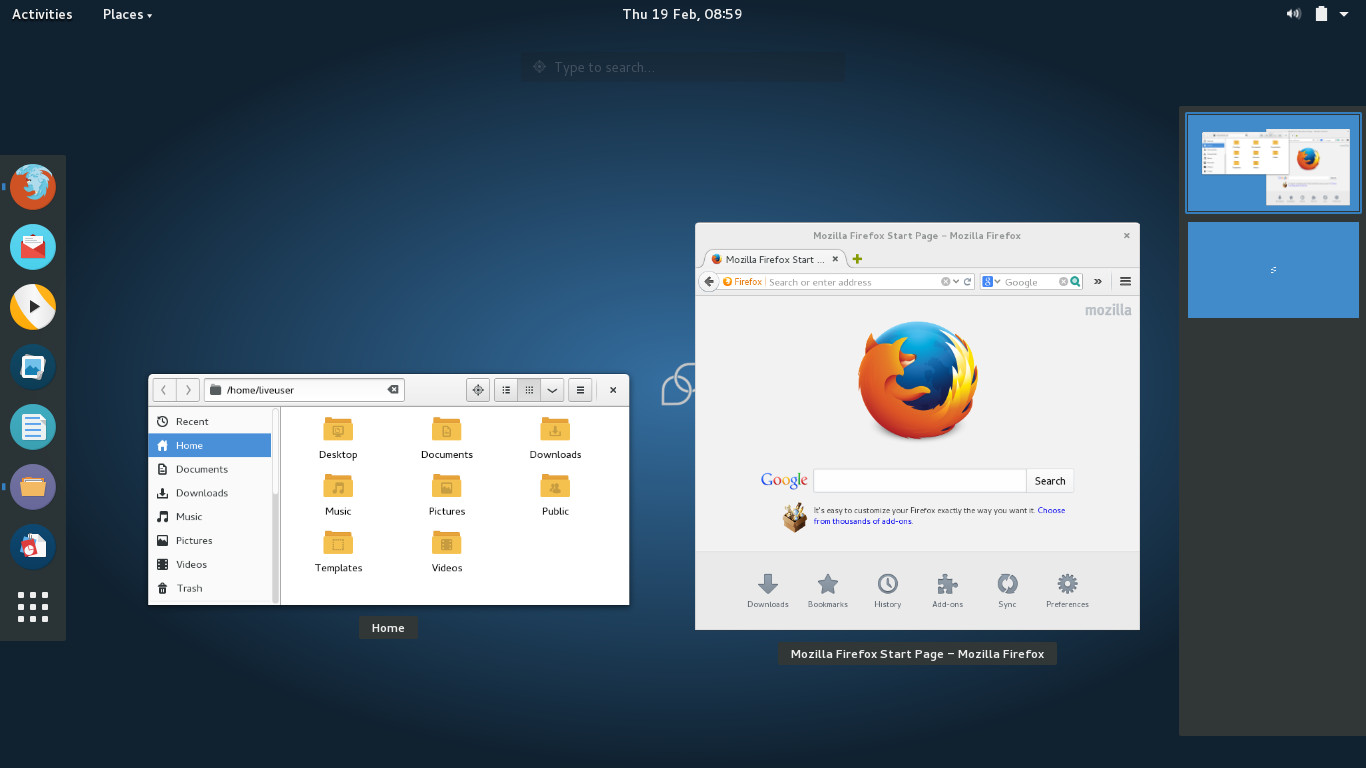 Activities
Places
Thu 19 Feb, 08:59
Type to search...
/home/liveuser
Recent
Home
Documents
Downloads
Music
Pictures
Videos
Trash
Desktop
Documents
Downloads
Music
Pictures
Public
Templates
Videos
Home
Mozilla Firefox Start Page – Mozilla Firefox
Mozilla Firefox Start ...
Firefox
Search or enter address
8
Google
mozilla
Google
Search
It's easy to customize your Firefox exactly the way you want it. Choose
from thousands of add-ons.
Downloads
Bookmarks
History
Add-ons
Sync
Preferences
Mozilla Firefox Start Page – Mozilla Firefox